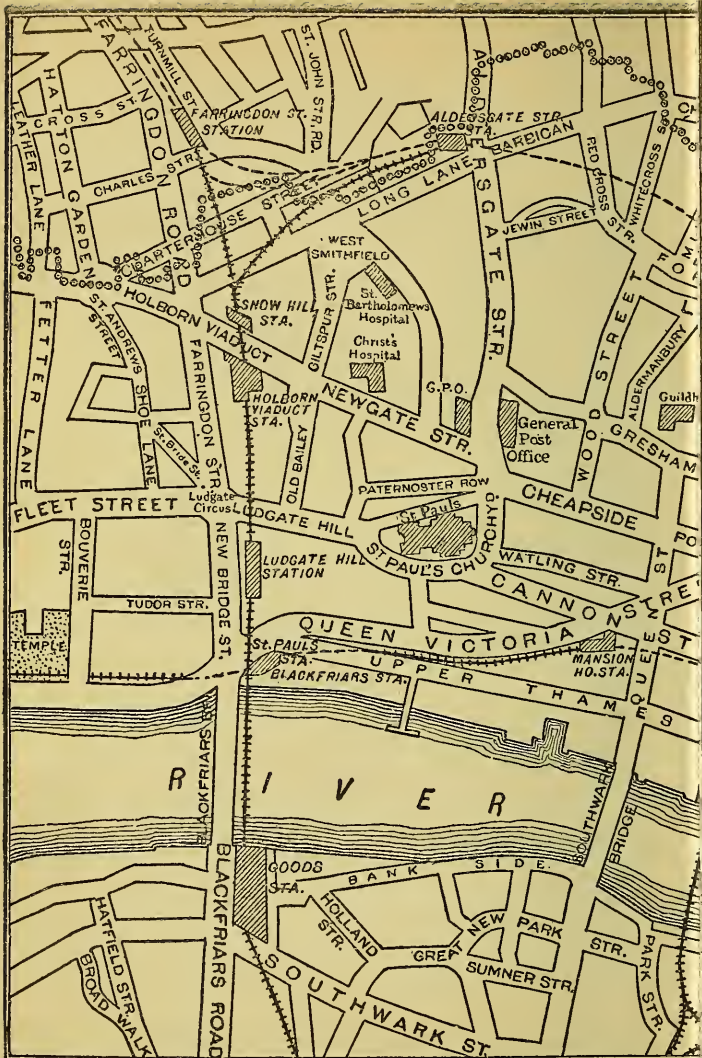 FARRINGDON ROAD
TURNMILL ST.
ST. JOHN STR. RD.
HATTON GARDEN
CROSS ST.
LEATHER LANE
FARRINGDON ST.
STATION
ALDERSGATE STR.
STA.
ALDERSGATE STR.
BARBICAN
RED CROSS STR.
WHITECROSS
CHARLES STR.
LONG LANE
CHARTERHOUSE STREET
JEWIN STREET
WEST
SMITHFIELD
St.
Bartholomews
Hospital
GILTSPUR STR.
SNOW HILL
STA.
Christ's
Hospital
HOLBORN VIADUCT
ST. ANDREWS
STREET
SHOE LANE
FETTER LANE
FARRINGDON STR.
HOLBORN
VIADUCT
STA.
NEWGATE STR.
G.P.O.
General
Post
Office
WOOD STREET
ALDERMANBURY
Guildh
GRESHAM
St. Bride St.
OLD BAILEY
PATERNOSTER ROW
CHEAPSIDE
FLEET STREET
Ludgate
Circus
LUDGATE HILL
St Pauls
ST PAUL'S CHURCHYD.
WATLING STR.
CANNON STRE
BOUVERIE
STR.
NEW BRIDGE ST.
LUDGATE HILL
STATION
TUDOR STR.
TEMPLE
QUEEN VICTORIA ST
QUEEN ST
PO
St. PAULS
STA.
BLACKFRIARS STA.
MANSION
HO. STA.
UPPER THAMES
BLACKFRIARS BR.
RIVER
SOUTHWARK
BRIDGE
GOODS
STA.
BANK SIDE.
BLACKFRIARS ROAD
HOLLAND
STR.
GREAT NEW PARK STR.
SUMNER STR.
PARK STR.
HATFIELD STR.
BROAD WALK
SOUTHWARK ST.